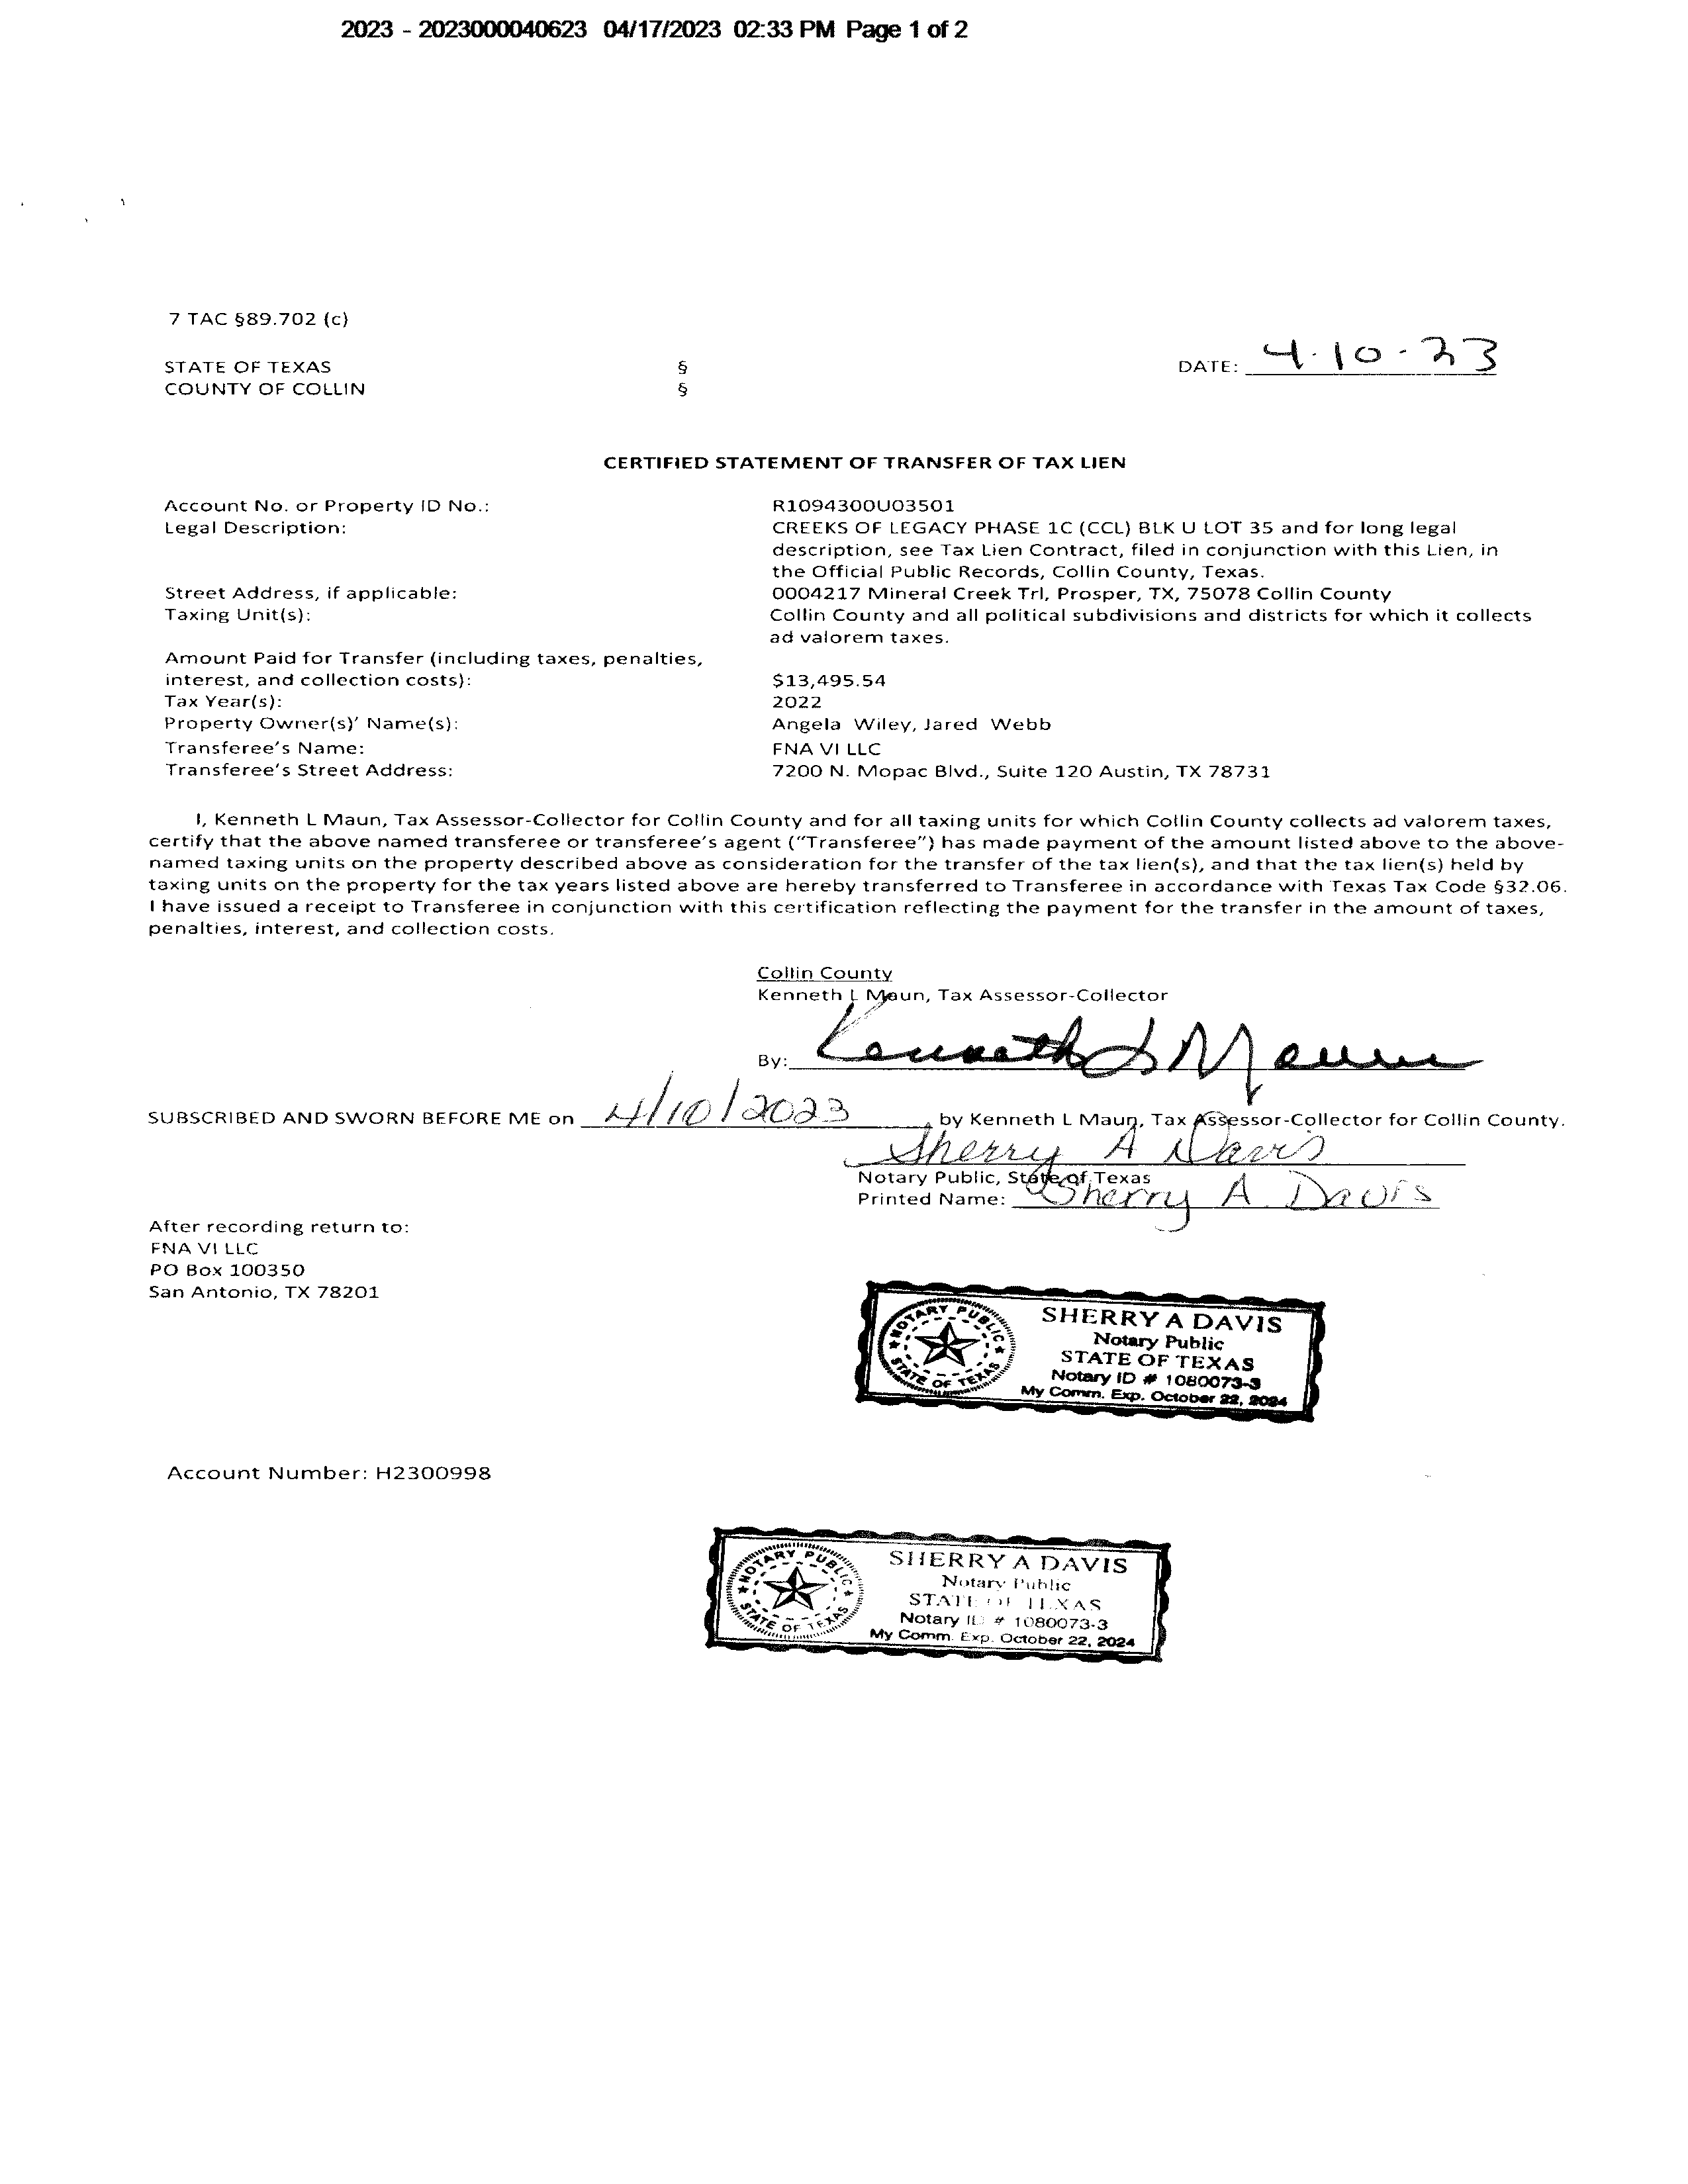 2023 - 2023000040623 04/17/2023 02:33 PM Page 1 of 2
7 TAC §89.702 (c)
STATE OF TEXAS §
COUNTY OF COLLIN §
DATE: 4-10-23
CERTIFIED STATEMENT OF TRANSFER OF TAX LIEN
Account No. or Property ID No.: R1094300U03501
Legal Description: CREEKS OF LEGACY PHASE 1C (CCL) BLK U LOT 35 and for long legal
description, see Tax Lien Contract, filed in conjunction with this Lien, in
the Official Public Records, Collin County, Texas.
Street Address, if applicable: 0004217 Mineral Creek Trl, Prosper, TX, 75078 Collin County
Taxing Unit(s): Collin County and all political subdivisions and districts for which it collects
ad valorem taxes.
Amount Paid for Transfer (including taxes, penalties,
interest, and collection costs): $13,495.54
Tax Year(s): 2022
Property Owner(s)' Name(s): Angela Wiley, Jared Webb
Transferee's Name: FNA VI LLC
Transferee's Street Address: 7200 N. Mopac Blvd., Suite 120 Austin, TX 78731
I, Kenneth L Maun, Tax Assessor-Collector for Collin County and for all taxing units for which Collin County collects ad valorem taxes,
certify that the above named transferee or transferee's agent ("Transferee") has made payment of the amount listed above to the above-
named taxing units on the property described above as consideration for the transfer of the tax lien(s), and that the tax lien(s) held by
taxing units on the property for the tax years listed above are hereby transferred to Transferee in accordance with Texas Tax Code §32.06.
I have issued a receipt to Transferee in conjunction with this certification reflecting the payment for the transfer in the amount of taxes,
penalties, interest, and collection costs.
Collin County
Kenneth L Maun, Tax Assessor-Collector
By: Kenneth L Maun
SUBSCRIBED AND SWORN BEFORE ME on 4/10/2023, by Kenneth L Maun, Tax Assessor-Collector for Collin County.
Sherry A Davis
Notary Public, State of Texas
Printed Name: Sherry A Davis
After recording return to:
FNA VI LLC
PO Box 100350
San Antonio, TX 78201
NOTARY PUBLIC
STATE OF TEXAS
SHERRY A DAVIS
Notary Public
STATE OF TEXAS
Notary ID # 1080073-3
My Comm. Exp. October 22, 2024
Account Number: H2300998
NOTARY PUBLIC
STATE OF TEXAS
SHERRY A DAVIS
Notary Public
STATE OF TEXAS
Notary ID # 1080073-3
My Comm. Exp. October 22, 2024